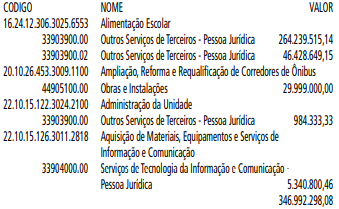 CODIGO NOME VALOR
16.24.12.306.3025.6553 Alimentação Escolar
33903900.00 Outros Serviços de Terceiros - Pessoa Jurídica 264.239.515,14
33903900.02 Outros Serviços de Terceiros - Pessoa Jurídica 46.428.649,15
20.10.26.453.3009.1100 Ampliação, Reforma e Requalificação de Corredores de Ônibus
44905100.00 Obras e Instalações 29.999.000,00
22.10.15.122.3024.2100 Administração da Unidade
33903900.00 Outros Serviços de Terceiros - Pessoa Jurídica 984.333,33
22.10.15.126.3011.2818 Aquisição de Materiais, Equipamentos e Serviços de
Informação e Comunicação
33904000.00 Serviços de Tecnologia da Informação e Comunicação -
Pessoa Jurídica 5.340.800,46
346.992.298,08